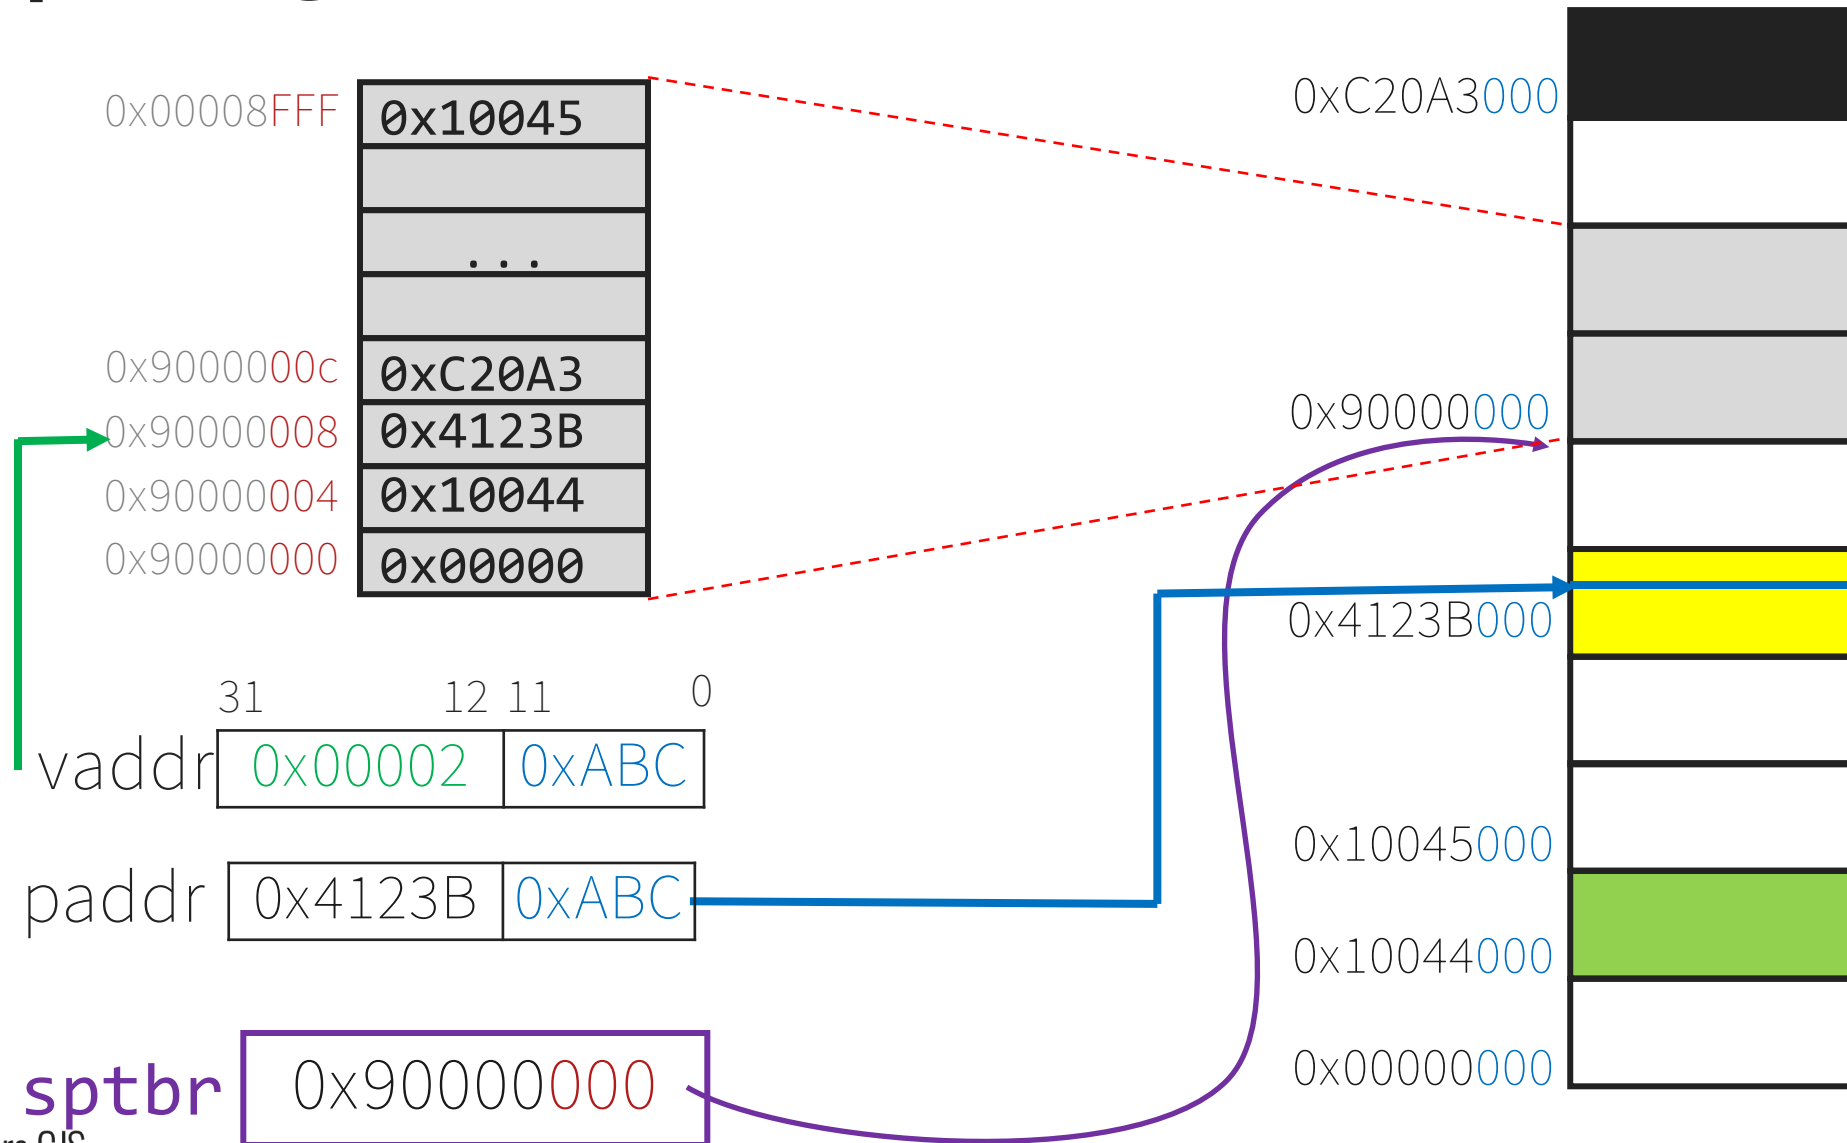 0x00008FFF 0x10045
...
0x9000000c 0xC20A3
0x90000008 0x4123B
0x90000004 0x10044
0x90000000 0x00000
31 12 11 0
vaddr 0x00002 0xABC
paddr 0x4123B 0xABC
sptbr 0x90000000
0xC20A3000
0x90000000
0x4123B000
0x10045000
0x10044000
0x00000000